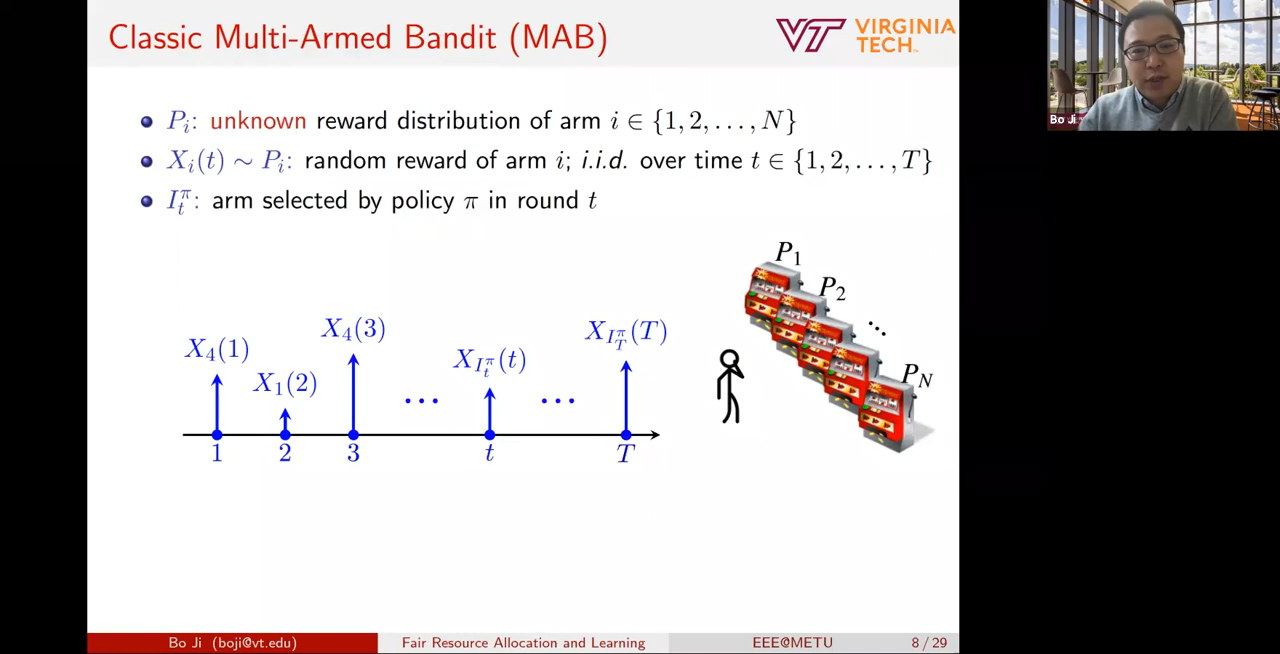 Classic Multi-Armed Bandit (MAB)
VIRGINIA
TECH™
Bo Ji
P_i: unknown reward distribution of arm i ∈ {1, 2, . . . , N}
X_i(t) ∼ P_i: random reward of arm i; i.i.d. over time t ∈ {1, 2, . . . , T}
I_t^π: arm selected by policy π in round t
P_1
P_2
⋱
P_N
X_4(1)
X_1(2)
X_4(3)
X_{I_t^π}(t)
X_{I_T^π}(T)
· · · · · ·
1 2 3 t T
Bo Ji (boji@vt.edu) Fair Resource Allocation and Learning EEE@METU 8 / 29